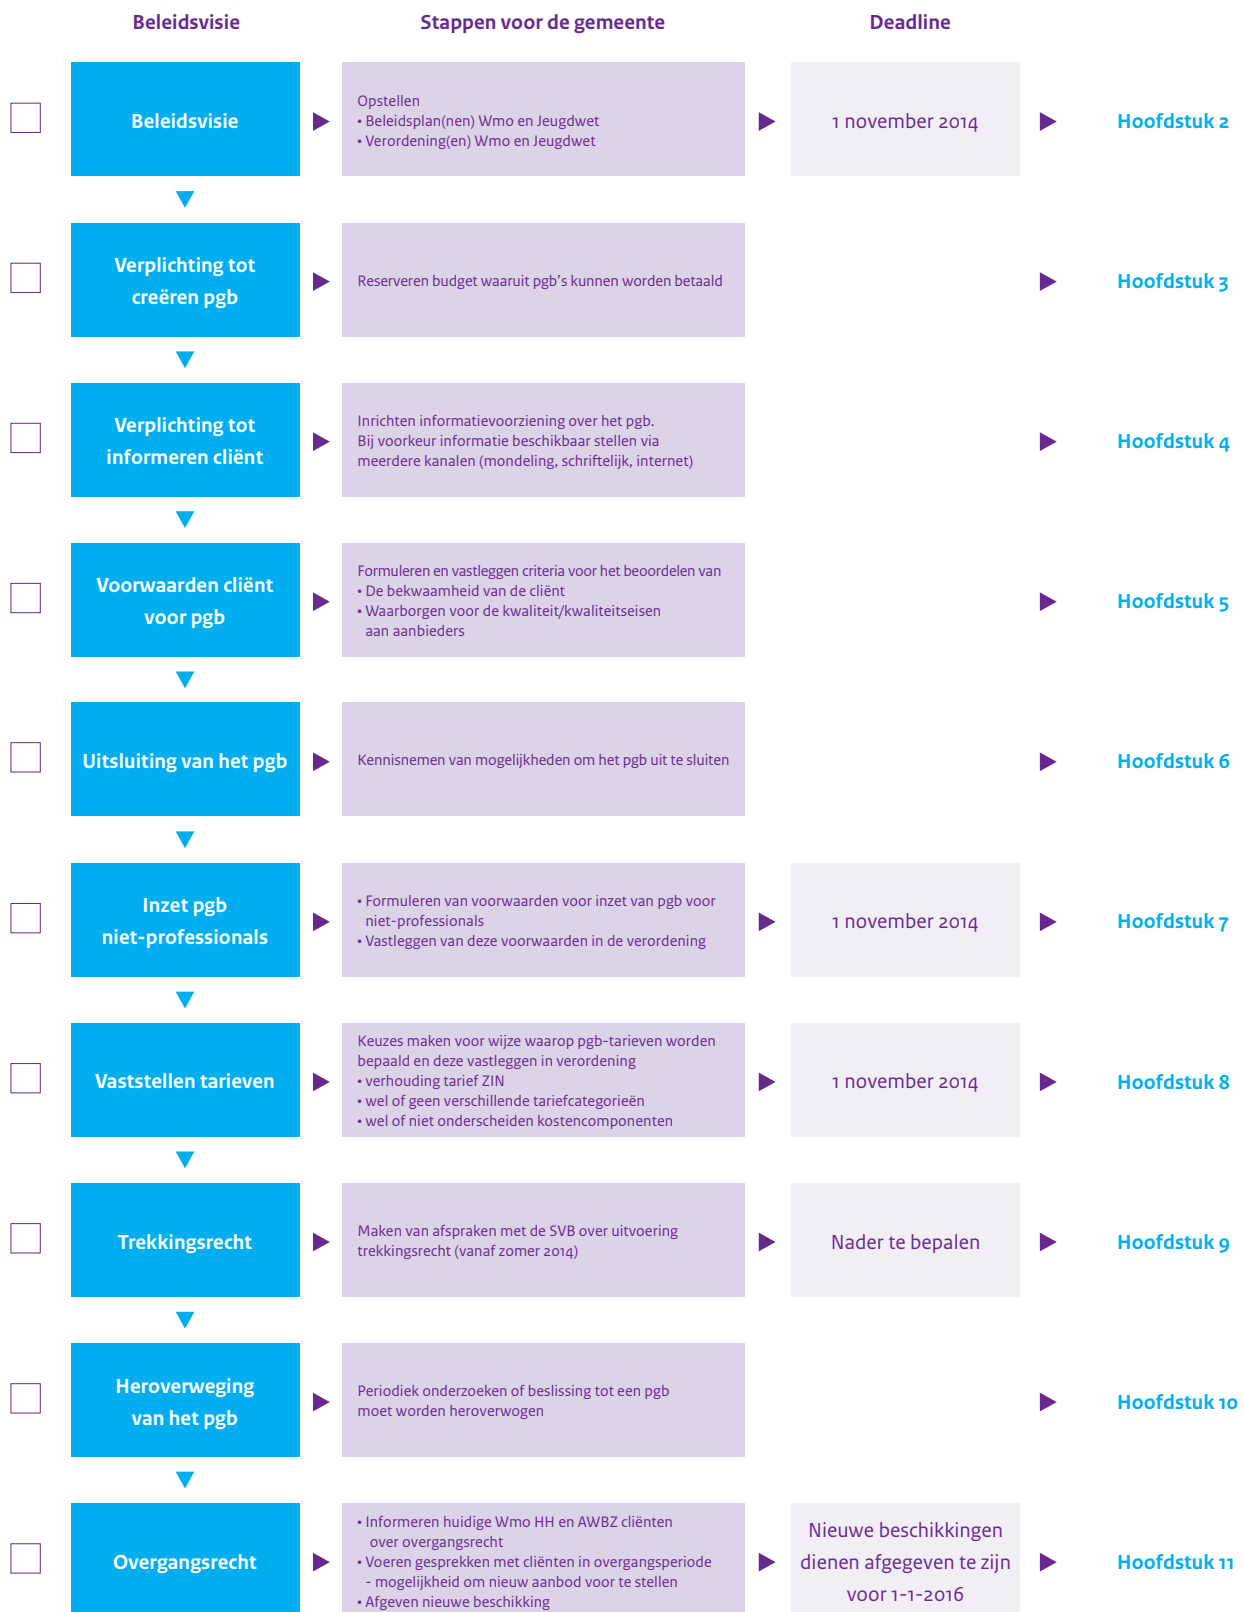 Beleidsvisie
Stappen voor de gemeente
Deadline
Beleidsvisie
Opstellen
• Beleidsplan(nen) Wmo en Jeugdwet
• Verordening(en) Wmo en Jeugdwet
1 november 2014
Hoofdstuk 2
Verplichting tot
creëren pgb
Reserveren budget waaruit pgb's kunnen worden betaald
Hoofdstuk 3
Verplichting tot
informeren cliënt
Inrichten informatievoorziening over het pgb.
Bij voorkeur informatie beschikbaar stellen via
meerdere kanalen (mondeling, schriftelijk, internet)
Hoofdstuk 4
Voorwaarden cliënt
voor pgb
Formuleren en vastleggen criteria voor het beoordelen van
• De bekwaamheid van de cliënt
• Waarborgen voor de kwaliteit/kwaliteitseisen
aan aanbieders
Hoofdstuk 5
Uitsluiting van het pgb
Kennisnemen van mogelijkheden om het pgb uit te sluiten
Hoofdstuk 6
Inzet pgb
niet-professionals
• Formuleren van voorwaarden voor inzet van pgb voor
niet-professionals
• Vastleggen van deze voorwaarden in de verordening
1 november 2014
Hoofdstuk 7
Vaststellen tarieven
Keuzes maken voor wijze waarop pgb-tarieven worden
bepaald en deze vastleggen in verordening
• verhouding tarief ZIN
• wel of geen verschillende tariefcategorieën
• wel of niet onderscheiden kostencomponenten
1 november 2014
Hoofdstuk 8
Trekkingsrecht
Maken van afspraken met de SVB over uitvoering
trekkingsrecht (vanaf zomer 2014)
Nader te bepalen
Hoofdstuk 9
Heroverweging
van het pgb
Periodiek onderzoeken of beslissing tot een pgb
moet worden heroverwogen
Hoofdstuk 10
Overgangsrecht
• Informeren huidige Wmo HH en AWBZ cliënten
over overgangsrecht
• Voeren gesprekken met cliënten in overgangsperiode
- mogelijkheid om nieuw aanbod voor te stellen
• Afgeven nieuwe beschikking
Nieuwe beschikkingen
dienen afgegeven te zijn
voor 1-1-2016
Hoofdstuk 11